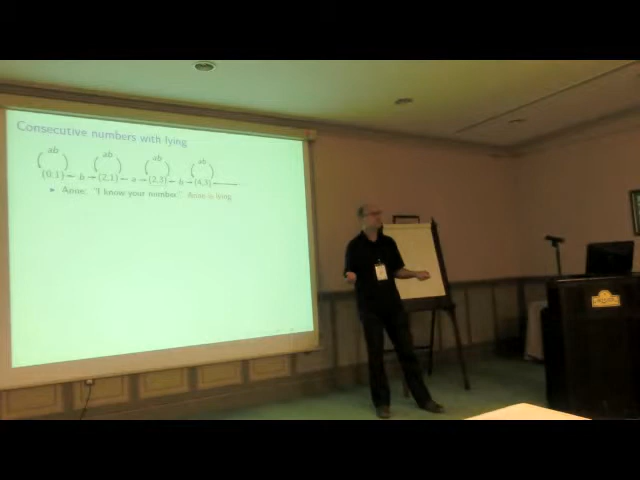 Consecutive numbers with lying
ab ab ab ab
(0,1) b (2,1) a (2,3) b (4,3)
Anne: "I know your number." Anne is lying